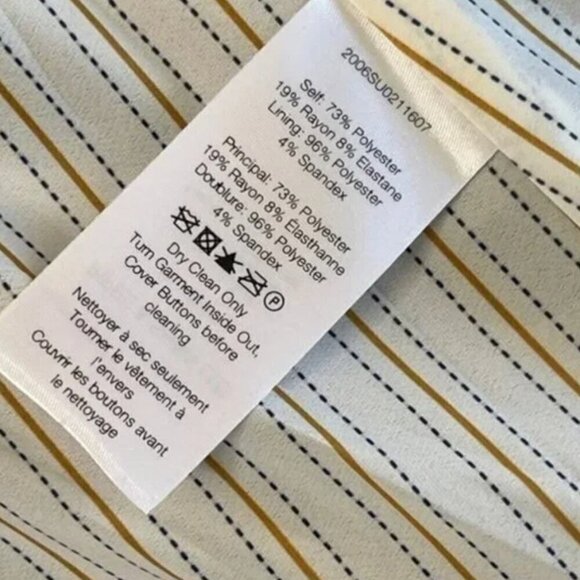 2006SU0211607
Self: 73% Polyester
19% Rayon 8% Elastane
Lining: 96% Polyester
4% Spandex
Principal: 73% Polyester
19% Rayon 8% Elasthanne
Doublure: 96% Polyester
4% Spandex
P
Dry Clean Only
Turn Garment Inside Out,
Cover Buttons before
cleaning
Nettoyer à sec seulement
Tourner le vêtement à
l'envers
Couvrir les boutons avant
le nettoyage